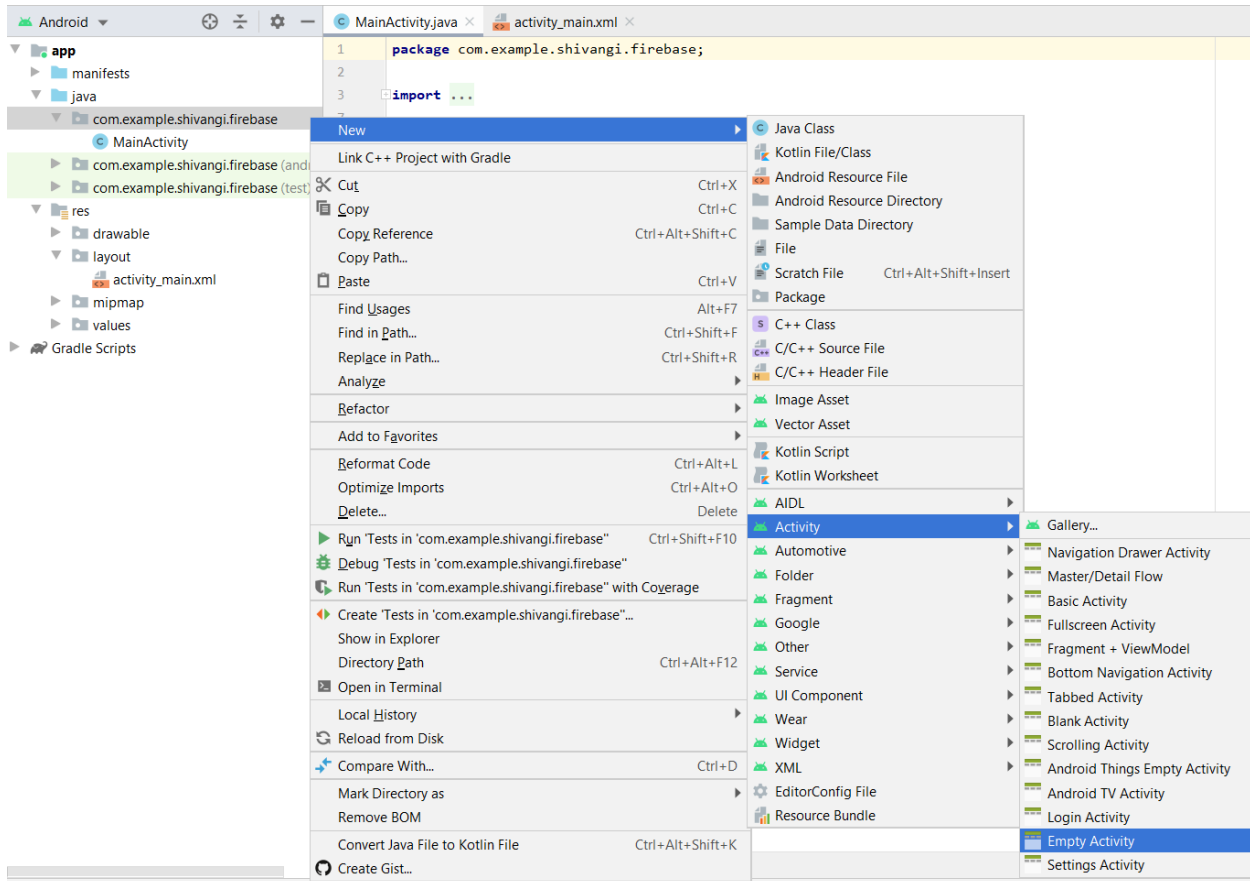 Android
MainActivity.java
activity_main.xml
app
manifests
java
com.example.shivangi.firebase
MainActivity
com.example.shivangi.firebase (and
com.example.shivangi.firebase (test)
res
drawable
layout
activity_main.xml
mipmap
values
Gradle Scripts
1 package com.example.shivangi.firebase;
2
3 import ...
New
Link C++ Project with Gradle
Cut Ctrl+X
Copy Ctrl+C
Copy Reference Ctrl+Alt+Shift+C
Copy Path...
Paste Ctrl+V
Find Usages Alt+F7
Find in Path... Ctrl+Shift+F
Replace in Path... Ctrl+Shift+R
Analyze
Refactor
Add to Favorites
Reformat Code Ctrl+Alt+L
Optimize Imports Ctrl+Alt+O
Delete... Delete
Run 'Tests in 'com.example.shivangi.firebase'' Ctrl+Shift+F10
Debug 'Tests in 'com.example.shivangi.firebase''
Run 'Tests in 'com.example.shivangi.firebase'' with Coverage
Create 'Tests in 'com.example.shivangi.firebase''...
Show in Explorer
Directory Path Ctrl+Alt+F12
Open in Terminal
Local History
Reload from Disk
Compare With... Ctrl+D
Mark Directory as
Remove BOM
Convert Java File to Kotlin File Ctrl+Alt+Shift+K
Create Gist...
Java Class
Kotlin File/Class
Android Resource File
Android Resource Directory
Sample Data Directory
File
Scratch File Ctrl+Alt+Shift+Insert
Package
C++ Class
C/C++ Source File
C/C++ Header File
Image Asset
Vector Asset
Kotlin Script
Kotlin Worksheet
AIDL
Activity
Automotive
Folder
Fragment
Google
Other
Service
UI Component
Wear
Widget
XML
EditorConfig File
Resource Bundle
Gallery...
Navigation Drawer Activity
Master/Detail Flow
Basic Activity
Fullscreen Activity
Fragment + ViewModel
Bottom Navigation Activity
Tabbed Activity
Blank Activity
Scrolling Activity
Android Things Empty Activity
Android TV Activity
Login Activity
Empty Activity
Settings Activity